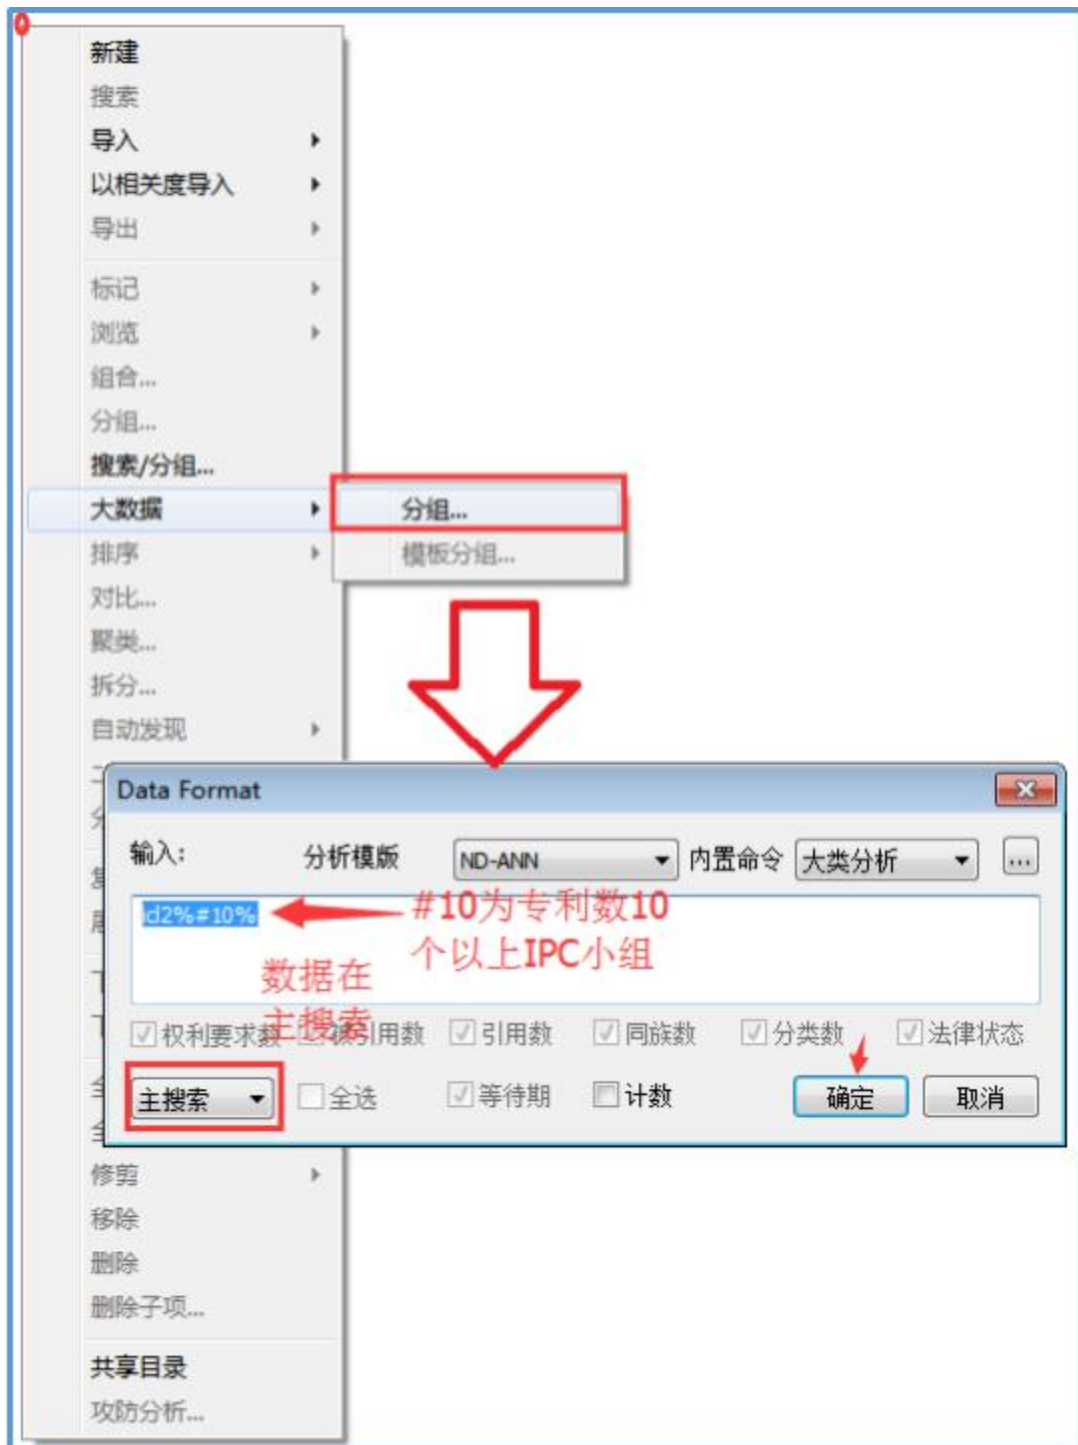 新建
搜索
导入
以相关度导入
导出
标记
浏览
组合...
分组...
搜索/分组...
大数据
分组...
排序
模板分组...
对比...
聚类...
拆分...
自动发现
Data Format
输入:
分析模版
ND-ANN
内置命令
大类分析
...
d2%#10%
#10为专利数10
个以上IPC小组
数据在
主搜索
权利要求数
被引用数
引用数
同族数
分类数
法律状态
主搜索
全选
等待期
计数
确定
取消
修剪
移除
删除
删除子项...
共享目录
攻防分析...